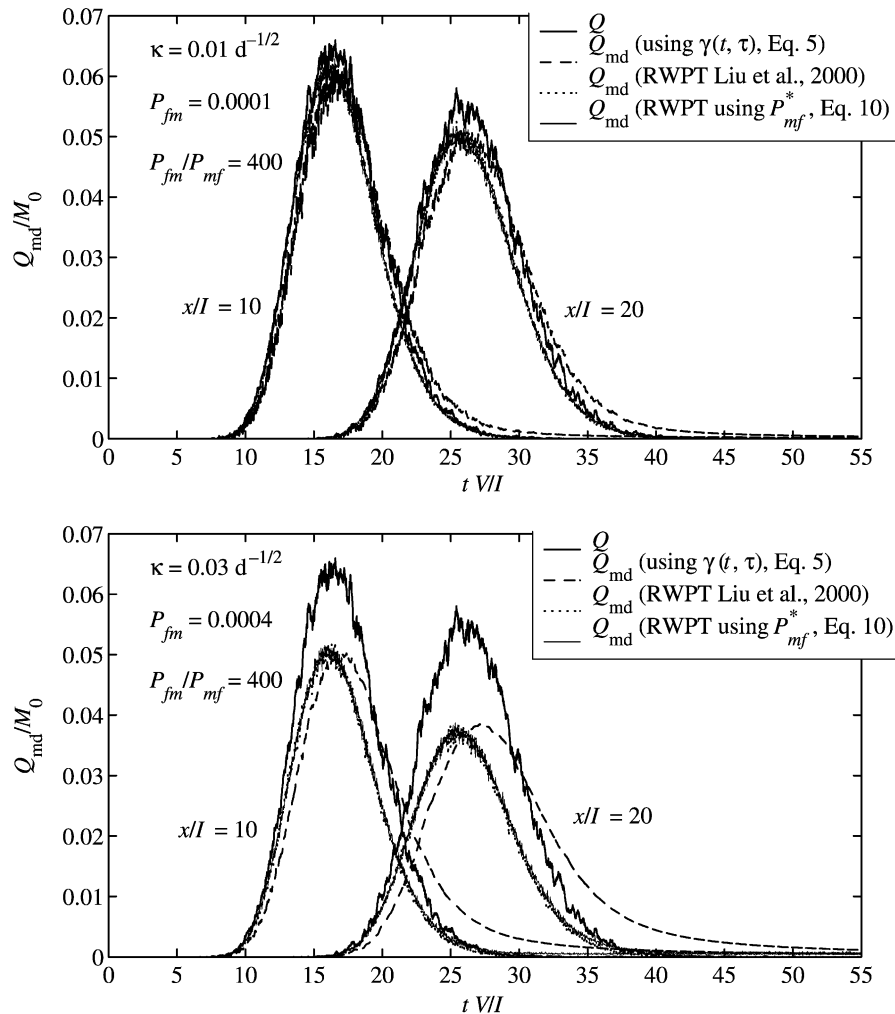 0.07
0.06
0.05
0.04
0.03
0.02
0.01
0
Q_md/M_0
κ = 0.01 d^{-1/2}
P_fm = 0.0001
P_fm/P_mf = 400
x/I = 10
x/I = 20
Q
Q_md (using γ(t, τ), Eq. 5)
Q_md (RWPT Liu et al., 2000)
Q_md (RWPT using P*_mf, Eq. 10)
0 5 10 15 20 25 30 35 40 45 50 55
t V/I
0.07
0.06
0.05
0.04
0.03
0.02
0.01
0
Q_md/M_0
κ = 0.03 d^{-1/2}
P_fm = 0.0004
P_fm/P_mf = 400
x/I = 10
x/I = 20
Q
Q_md (using γ(t, τ), Eq. 5)
Q_md (RWPT Liu et al., 2000)
Q_md (RWPT using P*_mf, Eq. 10)
0 5 10 15 20 25 30 35 40 45 50 55
t V/I